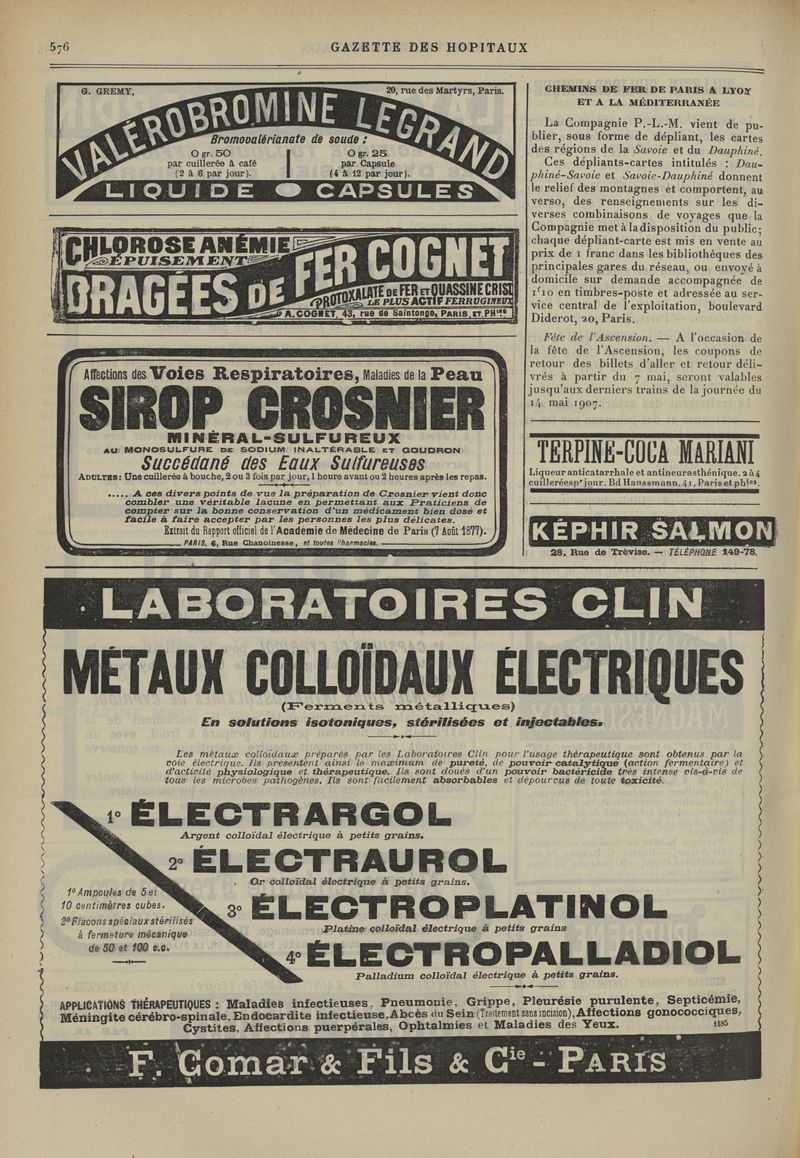 576
GAZETTE DES HOPITAUX
G. GREMY,
20, rue des Martyrs, Paris.
VALÉROBROMINE LEGRAND
Bromovalérianate de soude :
0 gr. 50
par cuillerée à café
(2 à 6 par jour).
0 gr. 25
par Capsule
(4 à 12 par jour).
LIQUIDE
CAPSULES
CHLOROSE ANÉMIE
ÉPUISEMENT
DRAGÉES DE FER COGNET
PROTOXALATE DE FER ET QUASSINE CRIST
LE PLUS ACTIF FERRUGINEUX
A. COGNET, 43, rue de Saintonge, PARIS, ET PHies
Affections des Voies Respiratoires, Maladies de la Peau
SIROP CROSNIER
MINÉRAL-SULFUREUX
AU MONOSULFURE DE SODIUM INALTÉRABLE ET GOUDRON
Succédané des Eaux Sulfureuses
ADULTES: Une cuillerée à bouche, 2 ou 3 fois par jour, 1 heure avant ou 2 heures après les repas.
..... A ces divers points de vue la préparation de Crosnier vient donc
combler une véritable lacune en permettant aux Praticiens de
compter sur la bonne conservation d'un médicament bien dosé et
facile à faire accepter par les personnes les plus délicates.
Extrait du Rapport officiel de l'Académie de Médecine de Paris (7 Août 1877).
PARIS, 6, Rue Chanoinesse, et toutes Pharmacies.
CHEMINS DE FER DE PARIS A LYON
ET A LA MÉDITERRANÉE
La Compagnie P.-L.-M. vient de pu-
blier, sous forme de dépliant, les cartes
des régions de la Savoie et du Dauphiné.
Ces dépliants-cartes intitulés : Dau-
phiné-Savoie et Savoie-Dauphiné donnent
le relief des montagnes et comportent, au
verso, des renseignements sur les di-
verses combinaisons de voyages que la
Compagnie met à la disposition du public;
chaque dépliant-carte est mis en vente au
prix de 1 franc dans les bibliothèques des
principales gares du réseau, ou envoyé à
domicile sur demande accompagnée de
1fr10 en timbres-poste et adressée au ser-
vice central de l'exploitation, boulevard
Diderot, 20, Paris.
Fête de l'Ascension. — A l'occasion de
la fête de l'Ascension, les coupons de
retour des billets d'aller et retour déli-
vrés à partir du 7 mai, seront valables
jusqu'aux derniers trains de la journée du
14 mai 1907.
TERPINE-COCA MARIANI
Liqueur anticatarrhale et antineurasthénique. 2 à 4
cuillerées pr jour. Bd Haussmann, 41, Paris et phies.
KÉPHIR SALMON
28, Rue de Trévise. — TÉLÉPHONE 149-78.
LABORATOIRES CLIN
MÉTAUX COLLOÏDAUX ÉLECTRIQUES
(Ferments métalliques)
En solutions isotoniques, stérilisées et injectables.
Les métaux colloïdaux préparés par les Laboratoires Clin pour l'usage thérapeutique sont obtenus par la
voie électrique. Ils présentent ainsi le maximum de pureté, de pouvoir catalytique (action fermentaire) et
d'activité physiologique et thérapeutique. Ils sont doués d'un pouvoir bactéricide très intense vis-à-vis de
tous les microbes pathogènes. Ils sont facilement absorbables et dépourvus de toute toxicité.
1° ÉLECTRARGOL
Argent colloïdal électrique à petits grains.
2° ÉLECTRAUROL
Or colloïdal électrique à petits grains.
3° ÉLECTROPLATINOL
Platine colloïdal électrique à petits grains
4° ÉLECTROPALLADIOL
Palladium colloïdal électrique à petits grains.
1° Ampoules de 5 et
10 centimètres cubes.
2° Flacons spéciaux stérilisés
à fermeture mécanique
de 50 et 100 c.c.
APPLICATIONS THÉRAPEUTIQUES : Maladies infectieuses, Pneumonie, Grippe, Pleurésie purulente, Septicémie,
Méningite cérébro-spinale, Endocardite infectieuse, Abcès du Sein (Traitement sans incision), Affections gonococciques,
Cystites, Affections puerpérales, Ophtalmies et Maladies des Yeux. 1185
F. Comar & Fils & Cie - PARIS